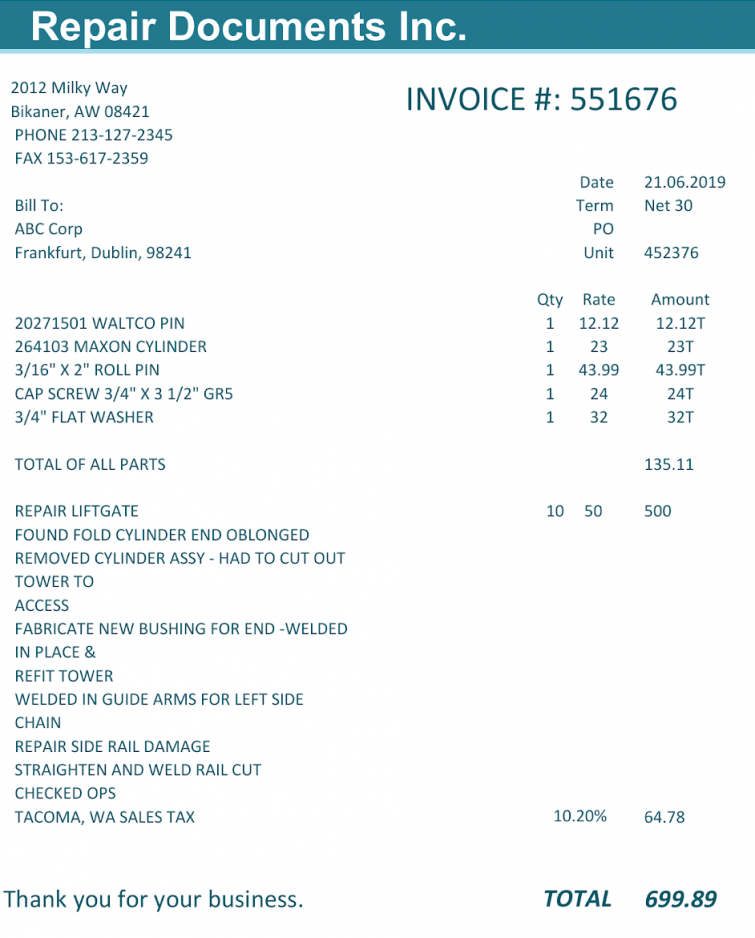 Repair Documents Inc.
2012 Milky Way
Bikaner, AW 08421
PHONE 213-127-2345
FAX 153-617-2359
INVOICE #: 551676
Date 21.06.2019
Bill To: Term Net 30
ABC Corp PO
Frankfurt, Dublin, 98241 Unit 452376
Qty Rate Amount
20271501 WALTCO PIN 1 12.12 12.12T
264103 MAXON CYLINDER 1 23 23T
3/16" X 2" ROLL PIN 1 43.99 43.99T
CAP SCREW 3/4" X 3 1/2" GR5 1 24 24T
3/4" FLAT WASHER 1 32 32T
TOTAL OF ALL PARTS 135.11
REPAIR LIFTGATE 10 50 500
FOUND FOLD CYLINDER END OBLONGED
REMOVED CYLINDER ASSY - HAD TO CUT OUT
TOWER TO
ACCESS
FABRICATE NEW BUSHING FOR END -WELDED
IN PLACE &
REFIT TOWER
WELDED IN GUIDE ARMS FOR LEFT SIDE
CHAIN
REPAIR SIDE RAIL DAMAGE
STRAIGHTEN AND WELD RAIL CUT
CHECKED OPS
TACOMA, WA SALES TAX 10.20% 64.78
Thank you for your business. TOTAL 699.89